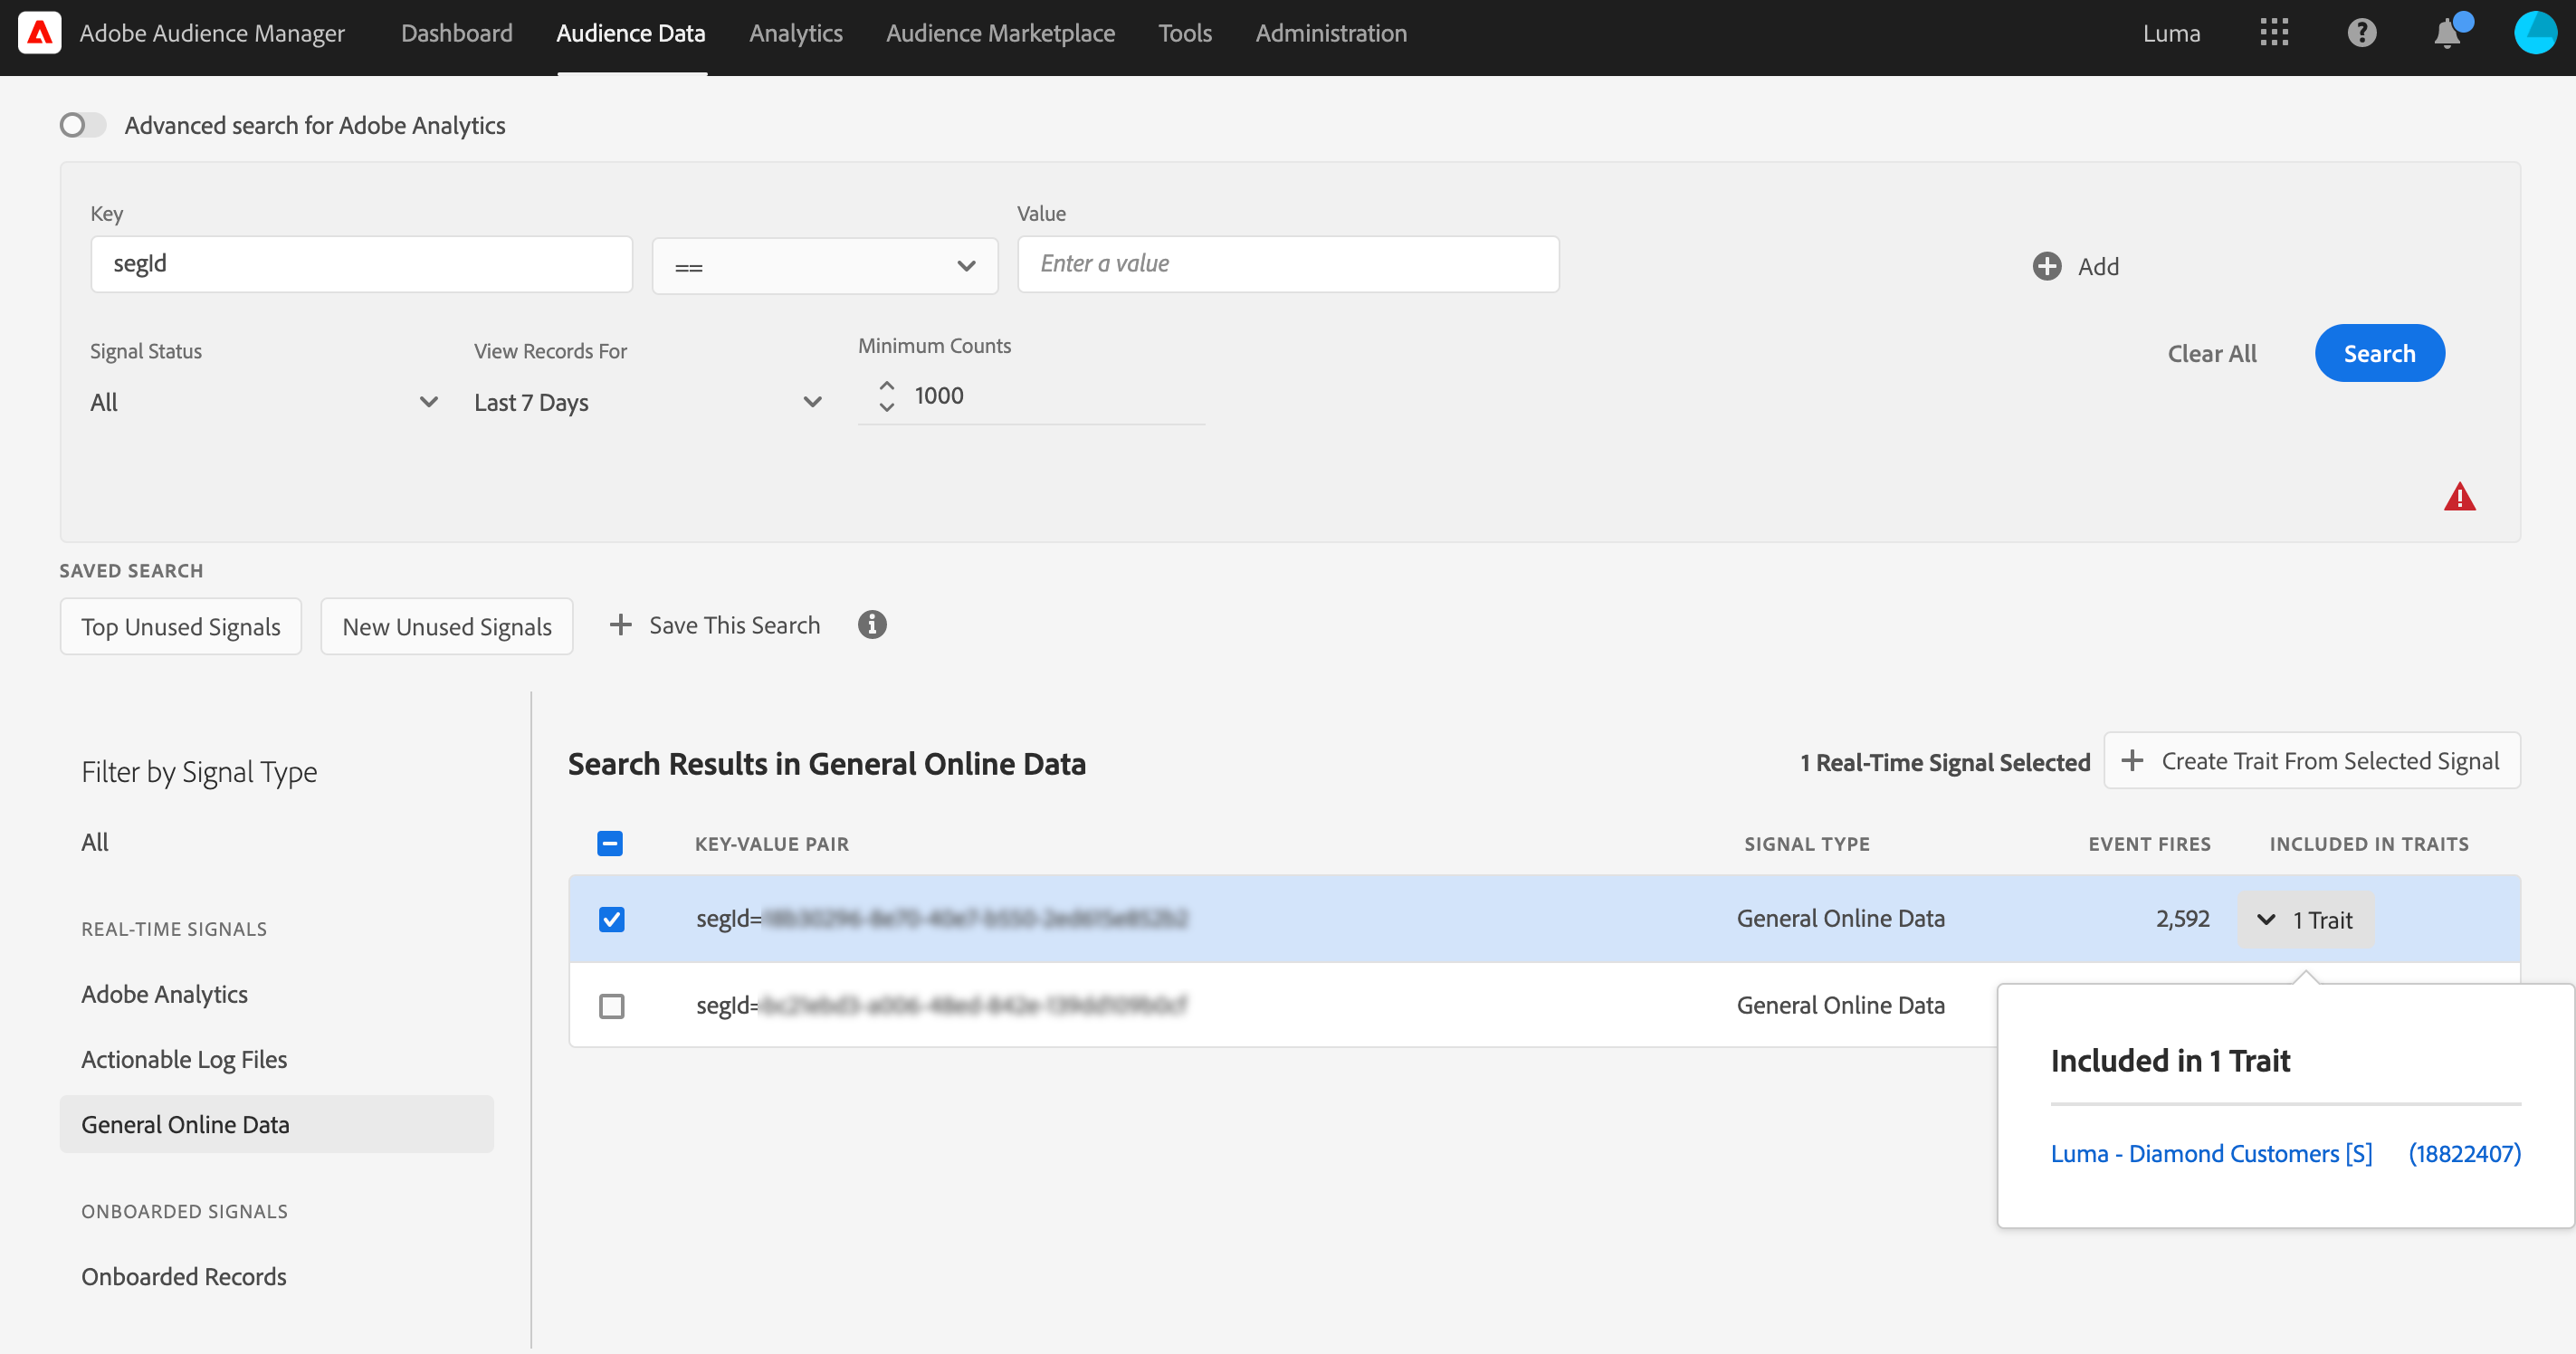 Adobe Audience Manager Dashboard Audience Data Analytics Audience Marketplace Tools Administration Luma
Advanced search for Adobe Analytics
Key Value
segId == Enter a value Add
Signal Status View Records For Minimum Counts
All Last 7 Days 1000 Clear All Search
SAVED SEARCH
Top Unused Signals New Unused Signals Save This Search
Filter by Signal Type
All
REAL-TIME SIGNALS
Adobe Analytics
Actionable Log Files
General Online Data
ONBOARDED SIGNALS
Onboarded Records
Search Results in General Online Data 1 Real-Time Signal Selected Create Trait From Selected Signal
KEY-VALUE PAIR SIGNAL TYPE EVENT FIRES INCLUDED IN TRAITS
segId= General Online Data 2,592 1 Trait
segId= General Online Data
Included in 1 Trait
Luma - Diamond Customers [S] (18822407)